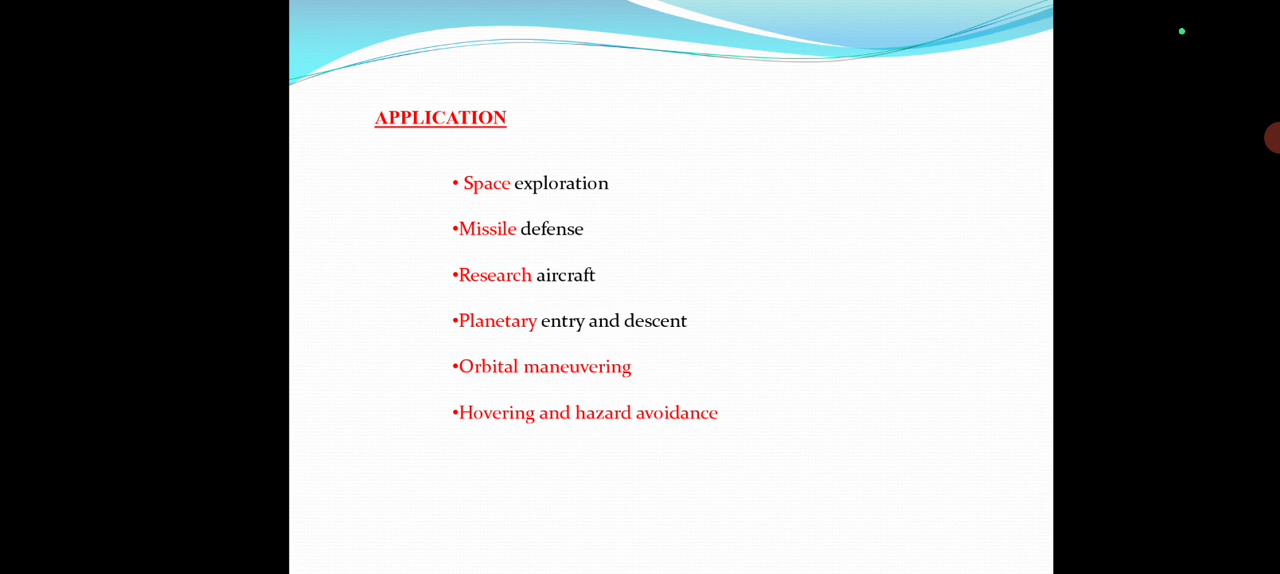 APPLICATION
• Space exploration
•Missile defense
•Research aircraft
•Planetary entry and descent
•Orbital maneuvering
•Hovering and hazard avoidance